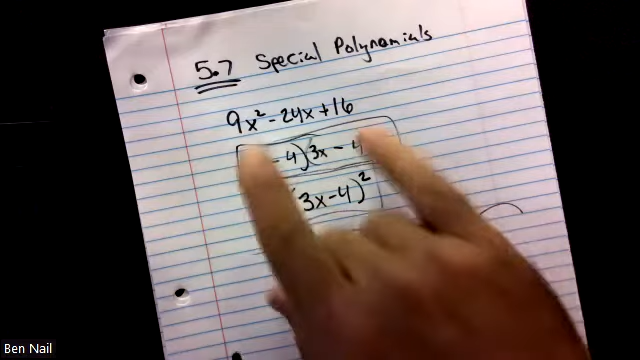 5.7 Special Polynomials
9x² - 24x + 16
- 4)(3x - 4
3x - 4)²
Ben Nail